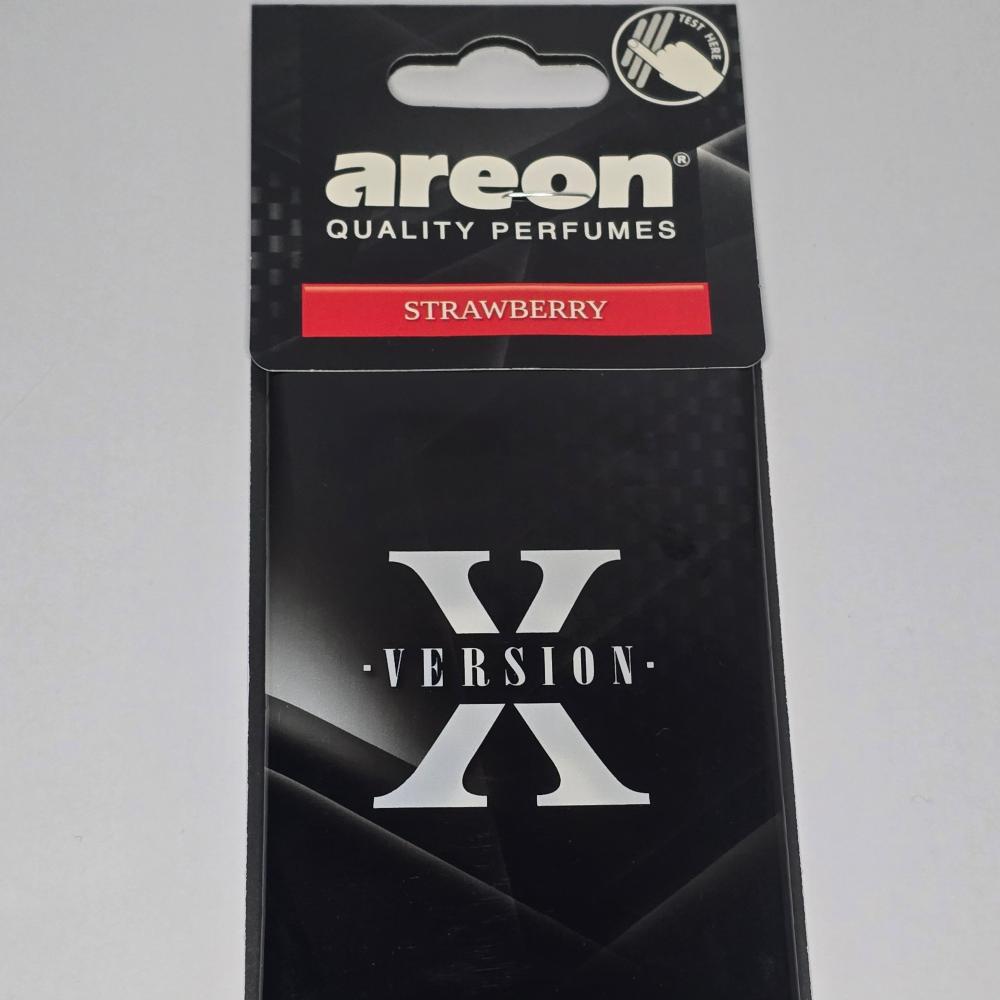 TEST HERE
areon®
QUALITY PERFUMES
STRAWBERRY
X
·VERSION·